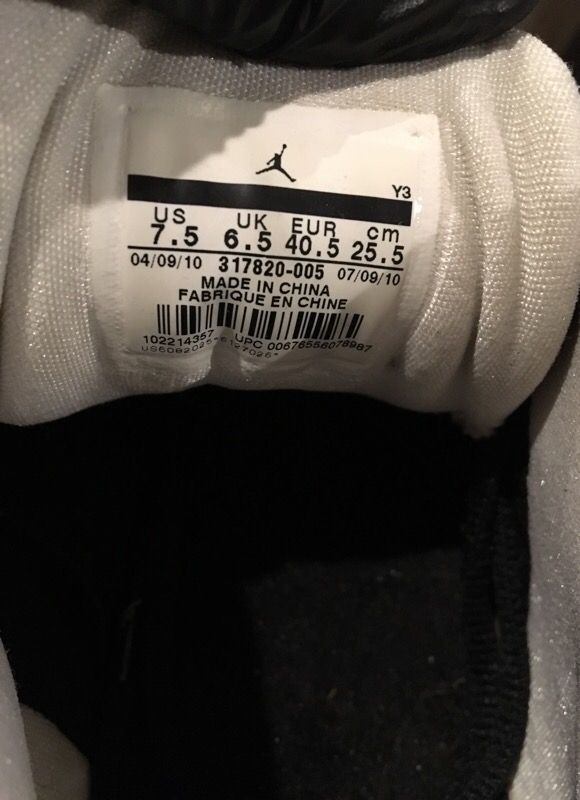 Y3
US UK EUR cm
7.5 6.5 40.5 25.5
04/09/10 317820-005 07/09/10
MADE IN CHINA
FABRIQUE EN CHINE
102214357 UPC 00676556078987